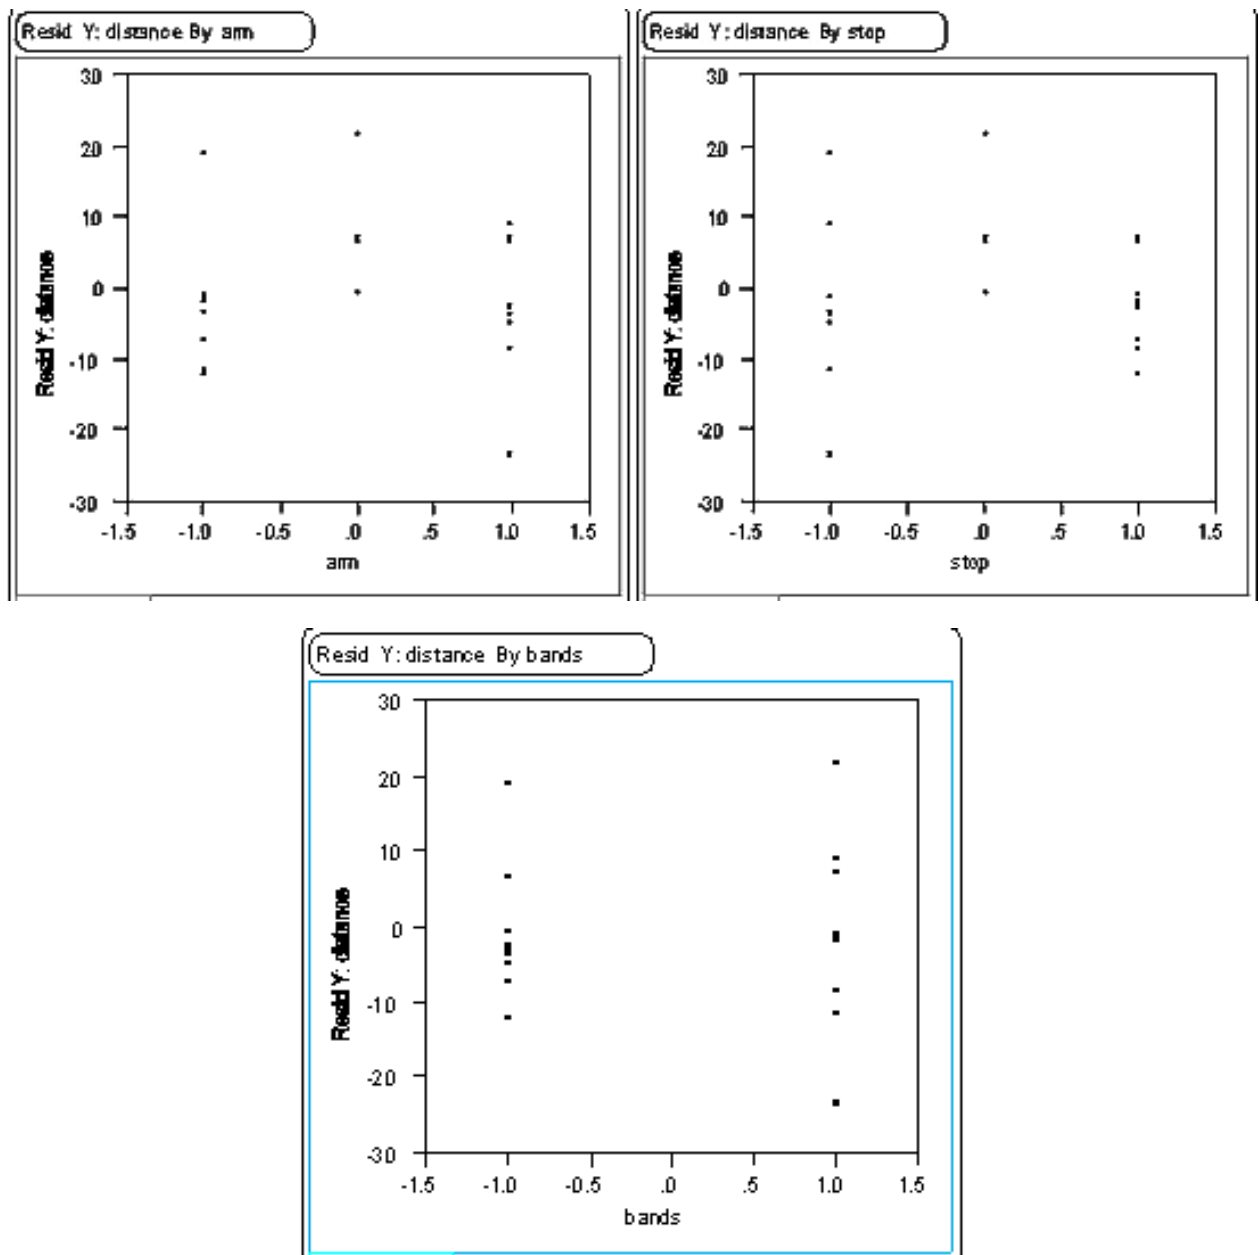 Resid Y: distance By arm
30
20
10
0
-10
-20
-30
Resid Y: distance
-1.5 -1.0 -0.5 .0 .5 1.0 1.5
arm
Resid Y: distance By stop
30
20
10
0
-10
-20
-30
Resid Y: distance
-1.5 -1.0 -0.5 .0 .5 1.0 1.5
stop
Resid Y: distance By bands
30
20
10
0
-10
-20
-30
Resid Y: distance
-1.5 -1.0 -0.5 .0 .5 1.0 1.5
bands